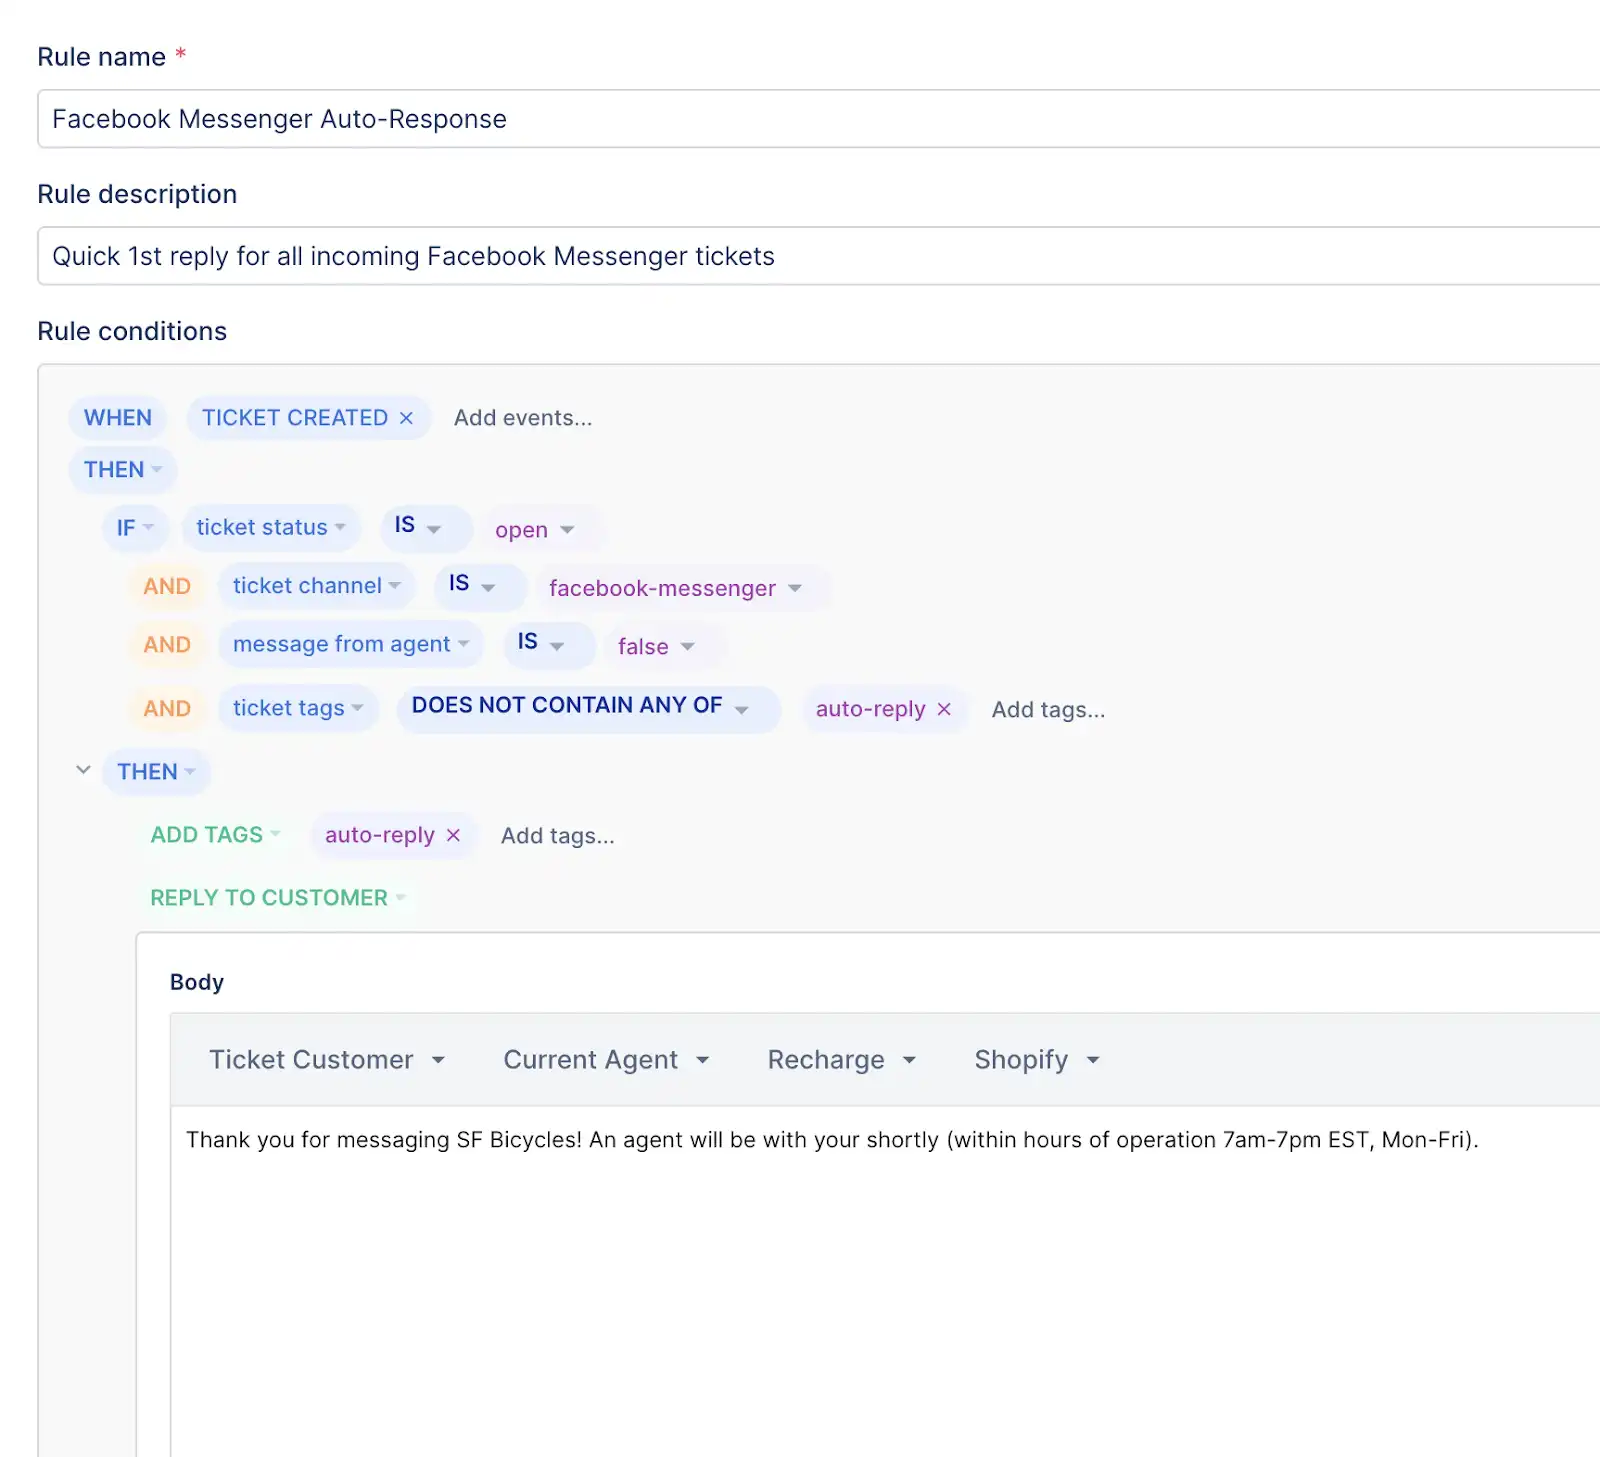 Rule name *
Facebook Messenger Auto-Response
Rule description
Quick 1st reply for all incoming Facebook Messenger tickets
Rule conditions
WHEN TICKET CREATED × Add events...
THEN
IF ticket status IS open
AND ticket channel IS facebook-messenger
AND message from agent IS false
AND ticket tags DOES NOT CONTAIN ANY OF auto-reply × Add tags...
THEN
ADD TAGS auto-reply × Add tags...
REPLY TO CUSTOMER
Body
Ticket Customer Current Agent Recharge Shopify
Thank you for messaging SF Bicycles! An agent will be with your shortly (within hours of operation 7am-7pm EST, Mon-Fri).